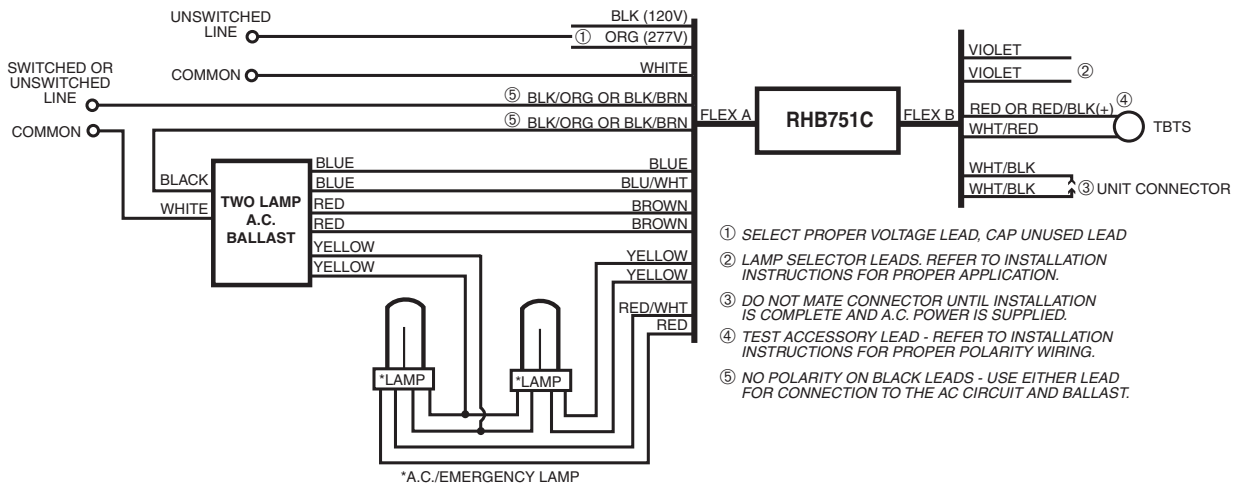 UNSWITCHED
LINE
BLK (120V)
① ORG (277V)
COMMON
WHITE
SWITCHED OR
UNSWITCHED
LINE
⑤ BLK/ORG OR BLK/BRN
COMMON
⑤ BLK/ORG OR BLK/BRN
FLEX A
RHB751C
FLEX B
VIOLET
VIOLET ②
RED OR RED/BLK(+) ④
WHT/RED
TBTS
WHT/BLK
WHT/BLK
③ UNIT CONNECTOR
BLACK
WHITE
TWO LAMP
A.C.
BALLAST
BLUE
BLUE
RED
RED
YELLOW
YELLOW
BLUE
BLU/WHT
BROWN
BROWN
YELLOW
YELLOW
RED/WHT
RED
*LAMP
*LAMP
*A.C./EMERGENCY LAMP
① SELECT PROPER VOLTAGE LEAD, CAP UNUSED LEAD
② LAMP SELECTOR LEADS. REFER TO INSTALLATION
INSTRUCTIONS FOR PROPER APPLICATION.
③ DO NOT MATE CONNECTOR UNTIL INSTALLATION
IS COMPLETE AND A.C. POWER IS SUPPLIED.
④ TEST ACCESSORY LEAD - REFER TO INSTALLATION
INSTRUCTIONS FOR PROPER POLARITY WIRING.
⑤ NO POLARITY ON BLACK LEADS - USE EITHER LEAD
FOR CONNECTION TO THE AC CIRCUIT AND BALLAST.